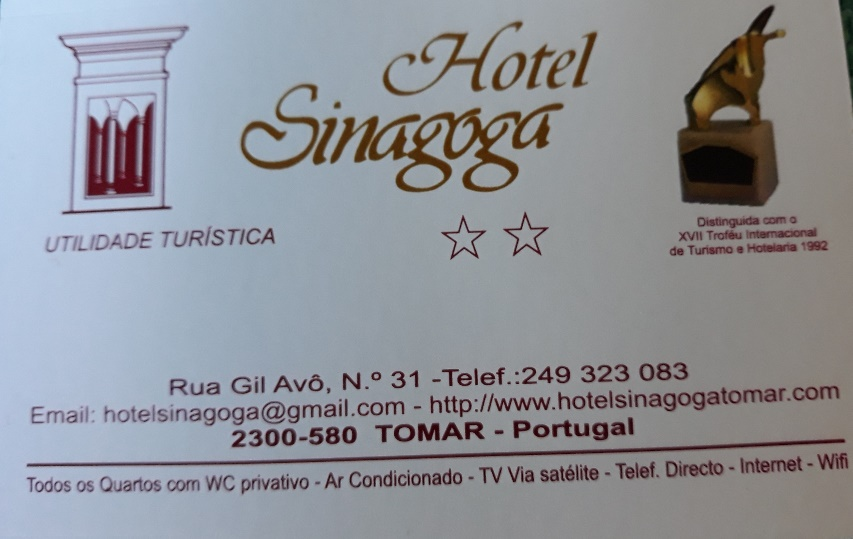 Hotel
Sinagoga
UTILIDADE TURÍSTICA
Distinguida com o
XVII Troféu Internacional
de Turismo e Hotelaria 1992
Rua Gil Avô, N.º 31 -Telef.:249 323 083
Email: hotelsinagoga@gmail.com - http://www.hotelsinagogatomar.com
2300-580 TOMAR - Portugal
Todos os Quartos com WC privativo - Ar Condicionado - TV Via satélite - Telef. Directo - Internet - Wifi